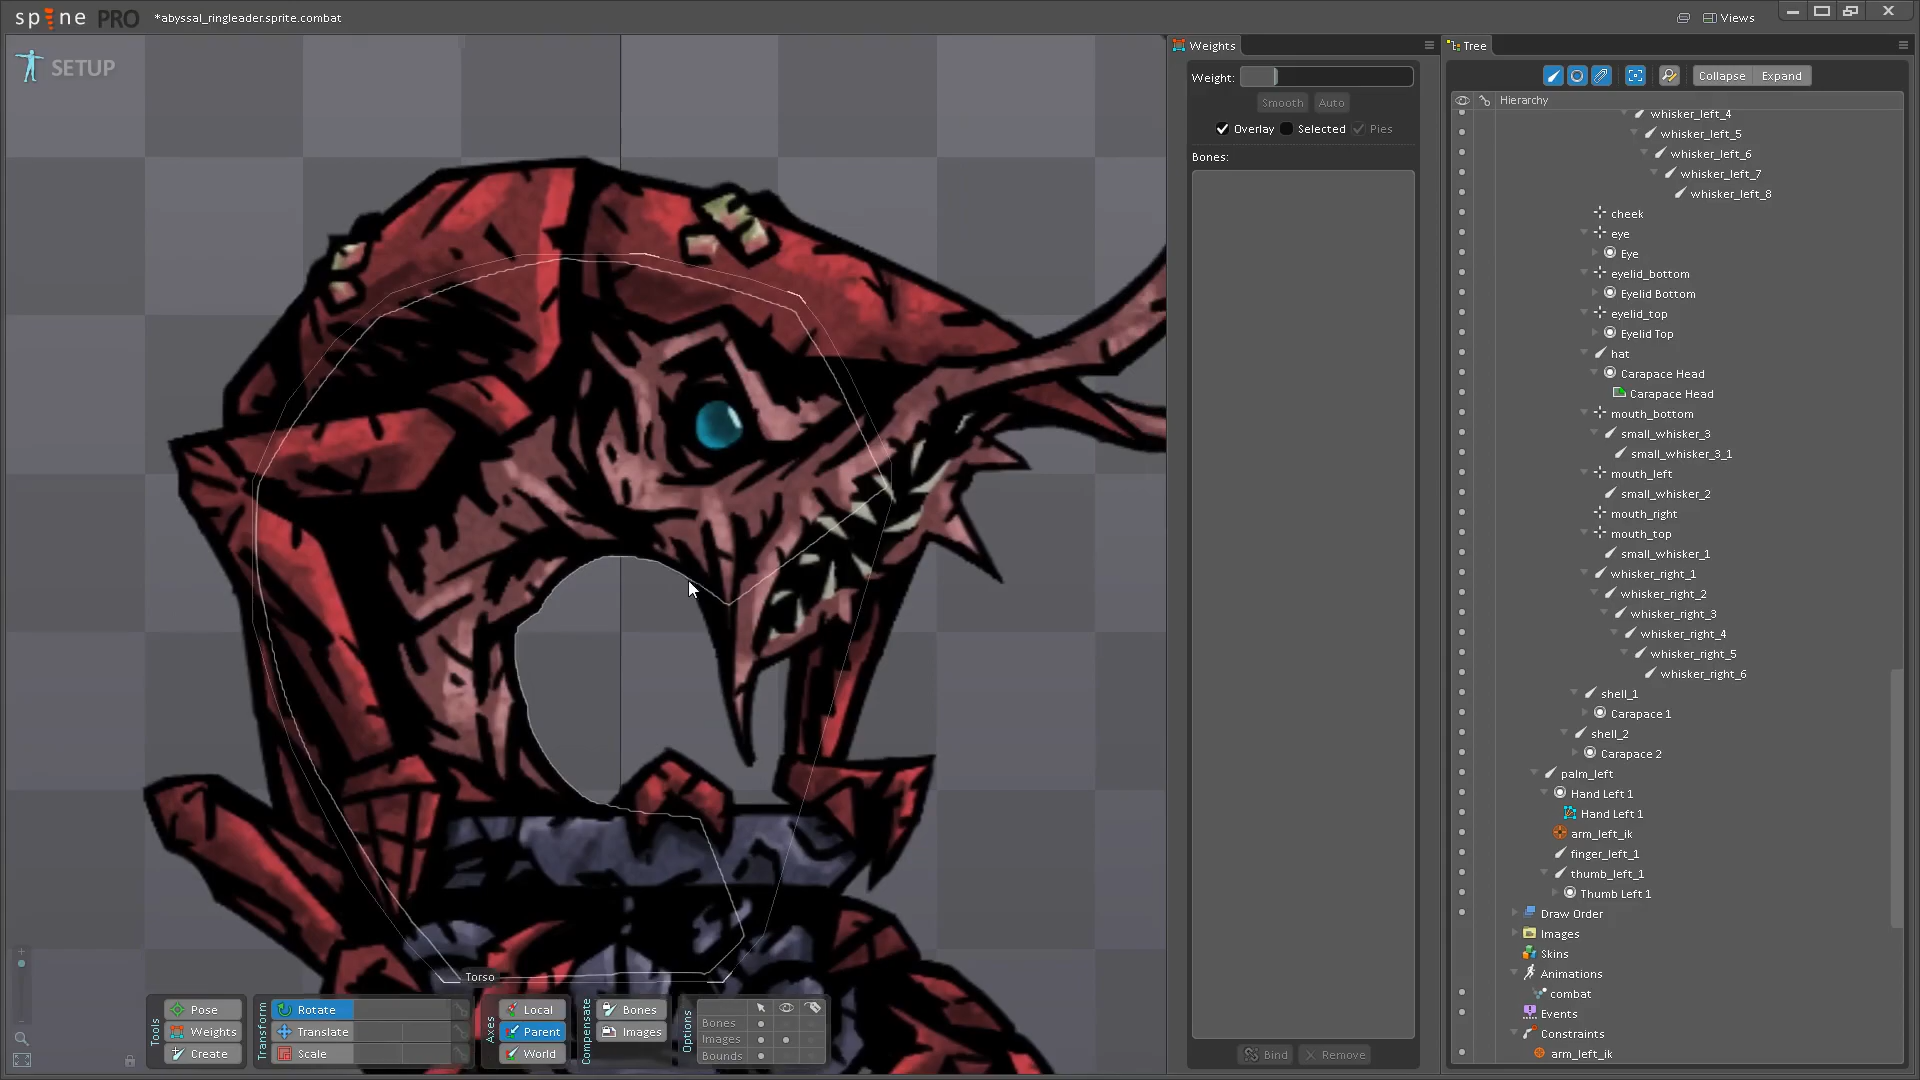 spine PRO *abyssal_ringleader.sprite.combat Views
SETUP
Weights
Weight:
Smooth Auto
Overlay Selected Pies
Bones:
Bind Remove
Tree
Collapse Expand
Hierarchy
whisker_left_4
whisker_left_5
whisker_left_6
whisker_left_7
whisker_left_8
cheek
eye
Eye
eyelid_bottom
Eyelid Bottom
eyelid_top
Eyelid Top
hat
Carapace Head
Carapace Head
mouth_bottom
small_whisker_3
small_whisker_3_1
mouth_left
small_whisker_2
mouth_right
mouth_top
small_whisker_1
whisker_right_1
whisker_right_2
whisker_right_3
whisker_right_4
whisker_right_5
whisker_right_6
shell_1
Carapace 1
shell_2
Carapace 2
palm_left
Hand Left 1
Hand Left 1
arm_left_ik
finger_left_1
thumb_left_1
Thumb Left 1
Draw Order
Images
Skins
Animations
combat
Events
Constraints
arm_left_ik
Torso
Tools
Pose
Weights
Create
Transform
Rotate
Translate
Scale
Axes
Local
Parent
World
Compensate
Bones
Images
Options
Bones
Images
Bounds